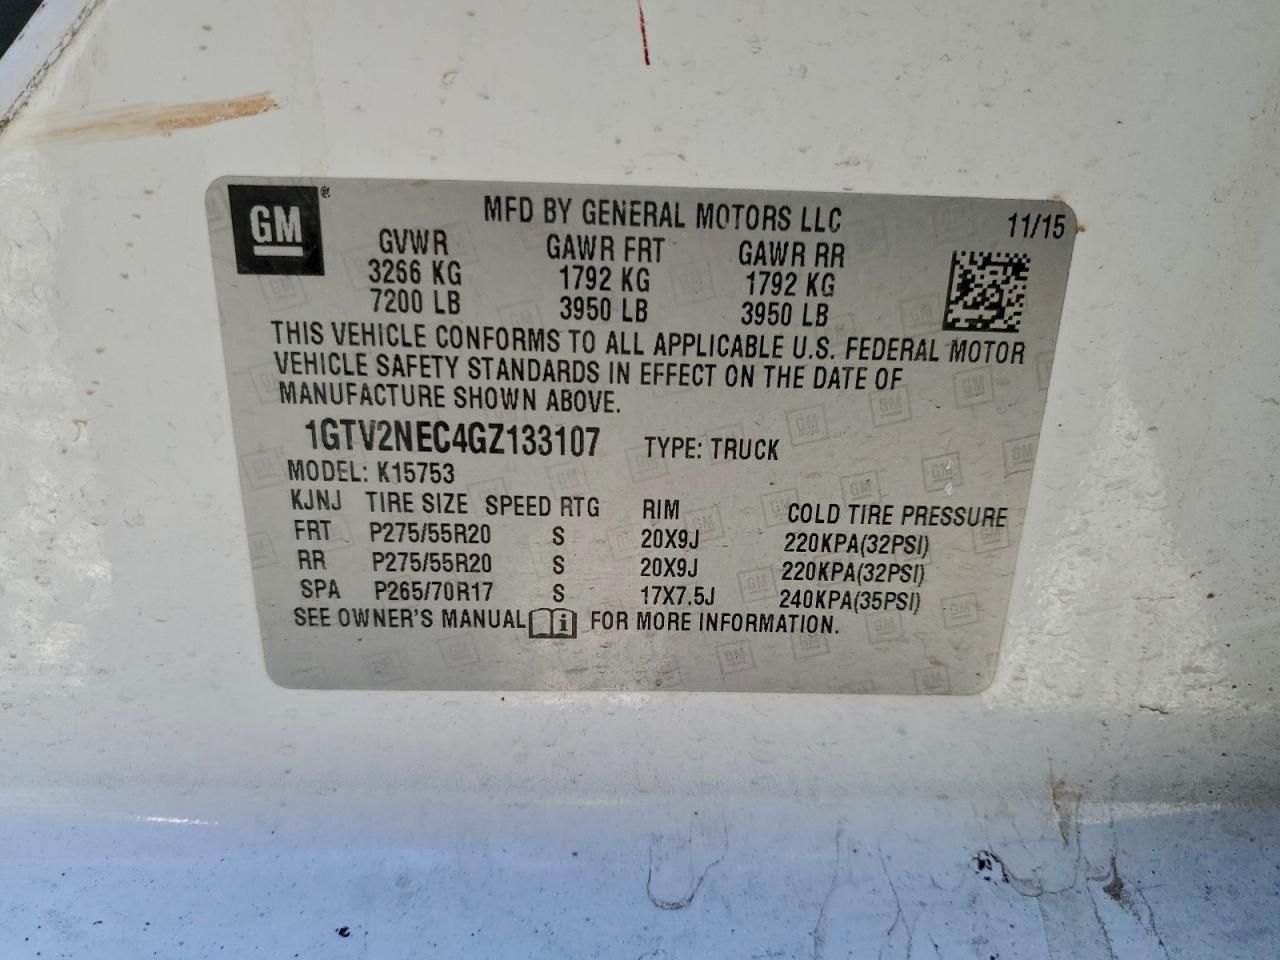 GM ® MFD BY GENERAL MOTORS LLC 11/15
GVWR GAWR FRT GAWR RR
3266 KG 1792 KG 1792 KG
7200 LB 3950 LB 3950 LB
THIS VEHICLE CONFORMS TO ALL APPLICABLE U.S. FEDERAL MOTOR
VEHICLE SAFETY STANDARDS IN EFFECT ON THE DATE OF
MANUFACTURE SHOWN ABOVE.
1GTV2NEC4GZ133107 TYPE: TRUCK
MODEL: K15753
KJNJ TIRE SIZE SPEED RTG RIM COLD TIRE PRESSURE
FRT P275/55R20 S 20X9J 220KPA(32PSI)
RR P275/55R20 S 20X9J 220KPA(32PSI)
SPA P265/70R17 S 17X7.5J 240KPA(35PSI)
SEE OWNER'S MANUAL i FOR MORE INFORMATION.